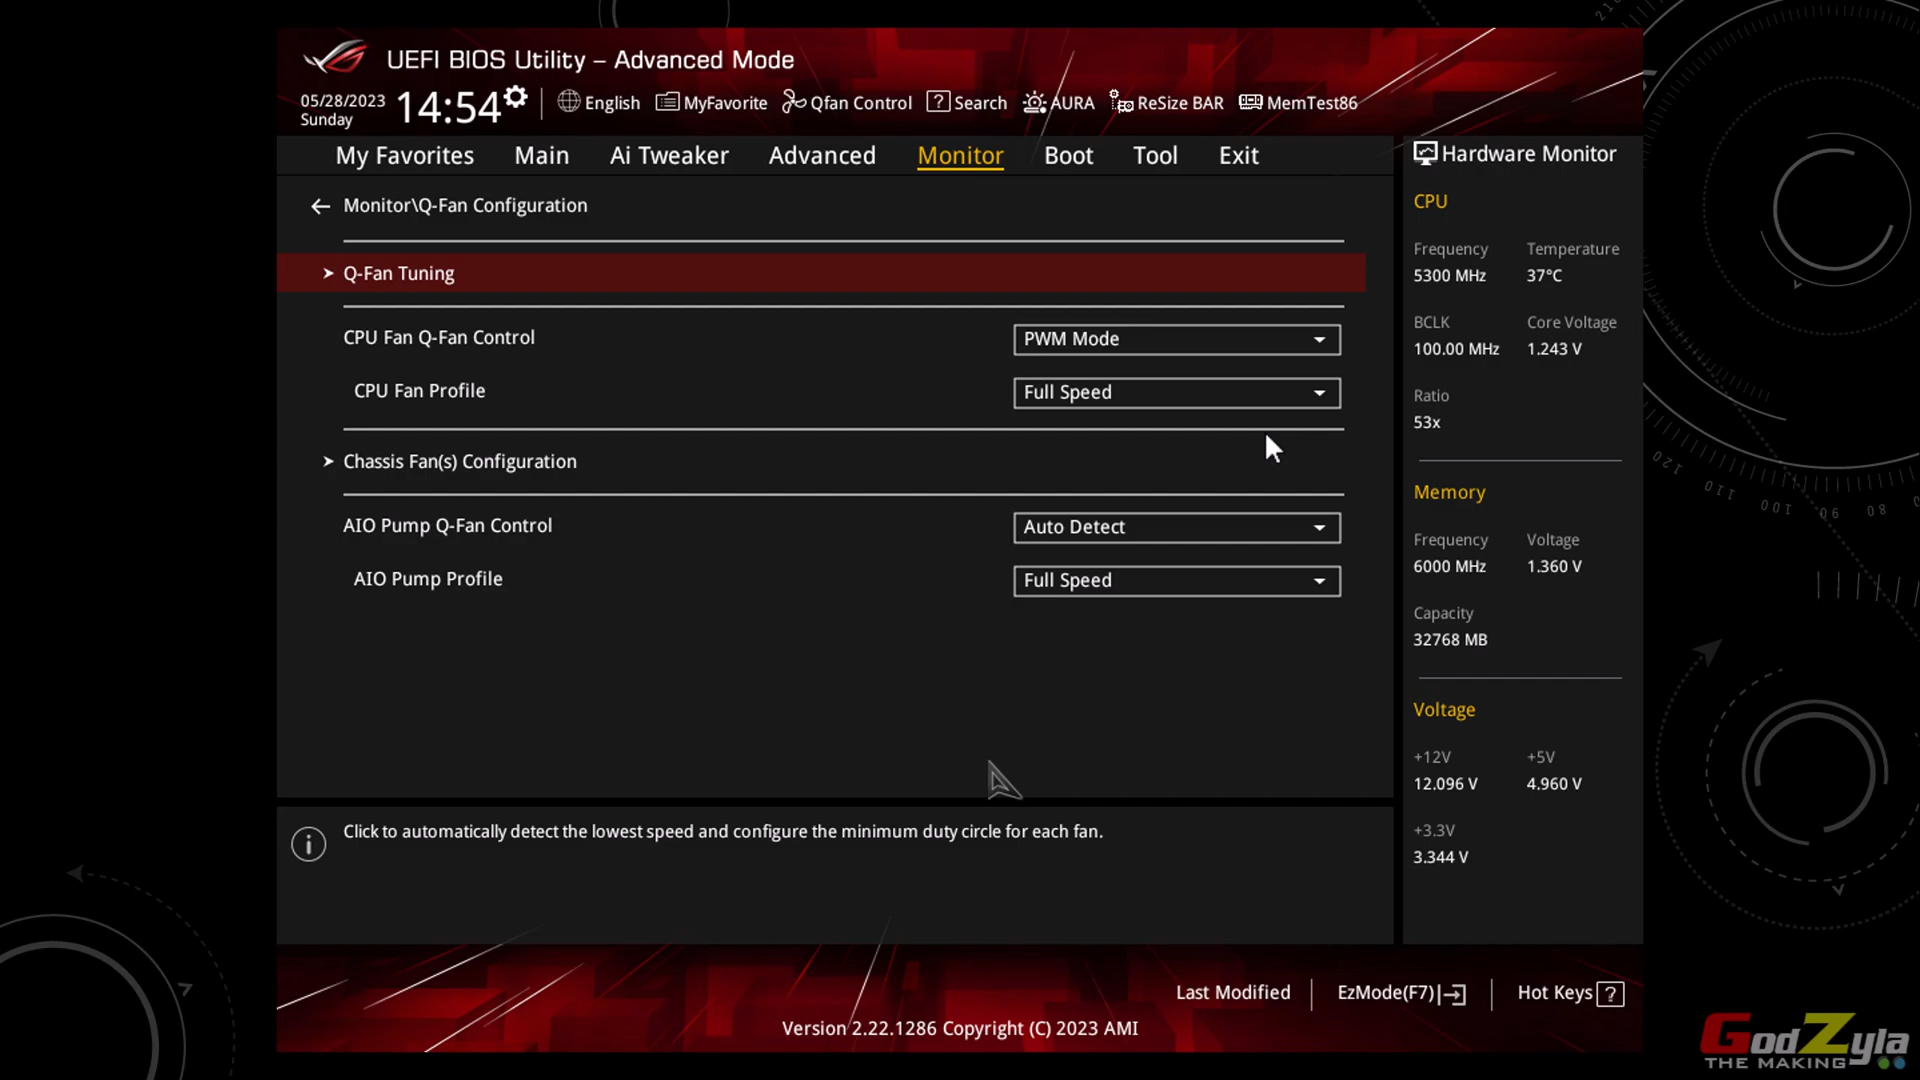 UEFI BIOS Utility – Advanced Mode
05/28/2023
Sunday
14:54
English
MyFavorite
Qfan Control
? Search
AURA
ReSize BAR
MemTest86
My Favorites
Main
Ai Tweaker
Advanced
Monitor
Boot
Tool
Exit
Monitor\Q-Fan Configuration
Q-Fan Tuning
CPU Fan Q-Fan Control
PWM Mode
CPU Fan Profile
Full Speed
Chassis Fan(s) Configuration
AIO Pump Q-Fan Control
Auto Detect
AIO Pump Profile
Full Speed
Click to automatically detect the lowest speed and configure the minimum duty circle for each fan.
Hardware Monitor
CPU
Frequency Temperature
5300 MHz 37°C
BCLK Core Voltage
100.00 MHz 1.243 V
Ratio
53x
Memory
Frequency Voltage
6000 MHz 1.360 V
Capacity
32768 MB
Voltage
+12V +5V
12.096 V 4.960 V
+3.3V
3.344 V
Last Modified
EzMode(F7)
Hot Keys ?
Version 2.22.1286 Copyright (C) 2023 AMI
210
120
110
100
90
80
GodZyla
THE MAKING